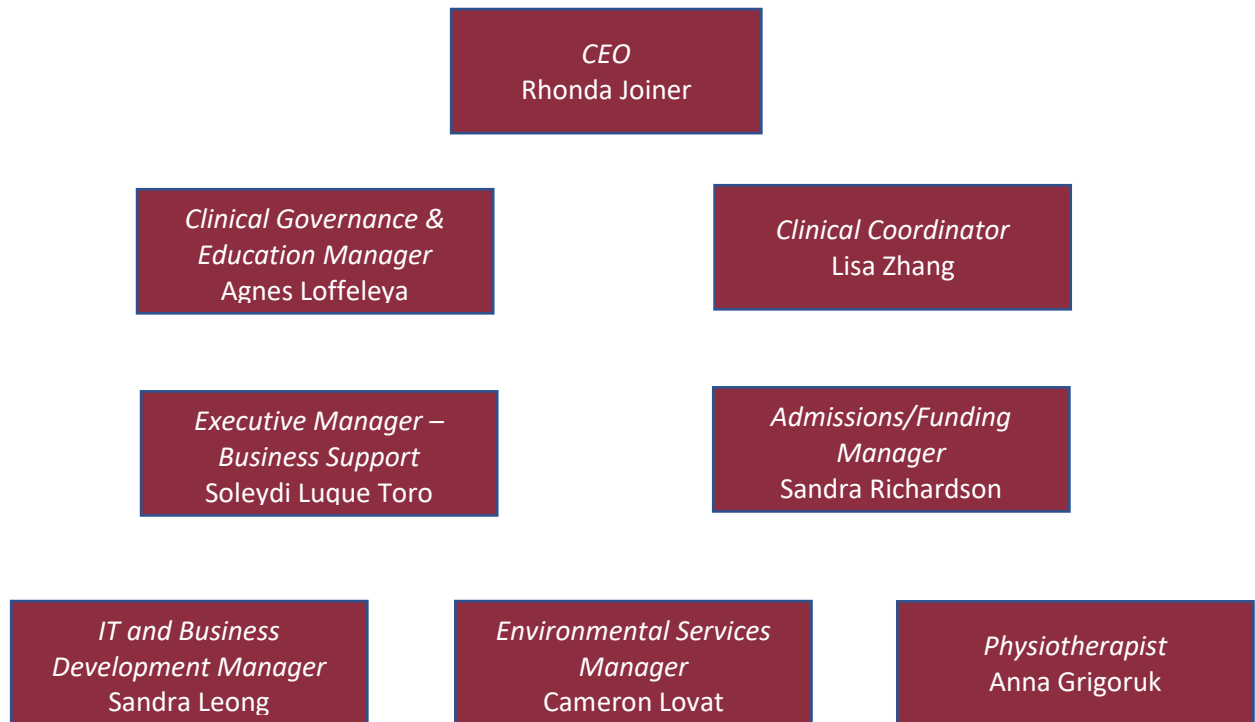 CEO
Rhonda Joiner
Clinical Governance &
Education Manager
Agnes Loffeleya
Clinical Coordinator
Lisa Zhang
Executive Manager –
Business Support
Soleydi Luque Toro
Admissions/Funding
Manager
Sandra Richardson
IT and Business
Development Manager
Sandra Leong
Environmental Services
Manager
Cameron Lovat
Physiotherapist
Anna Grigoruk